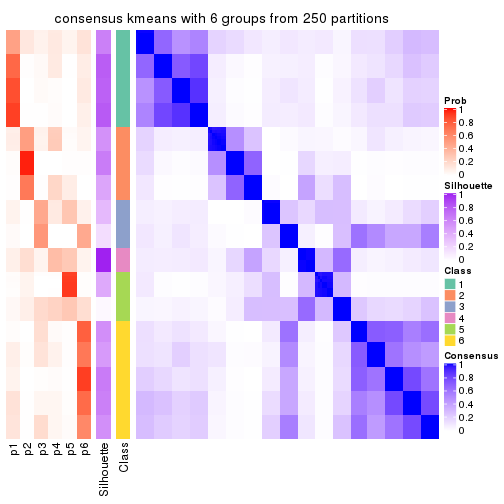 consensus kmeans with 6 groups from 250 partitions
Prob
1
0.8
0.6
0.4
0.2
0
Silhouette
1
0.8
0.6
0.4
0.2
0
Class
1
2
3
4
5
6
Consensus
1
0.8
0.6
0.4
0.2
0
p1
p2
p3
p4
p5
p6
Silhouette
Class